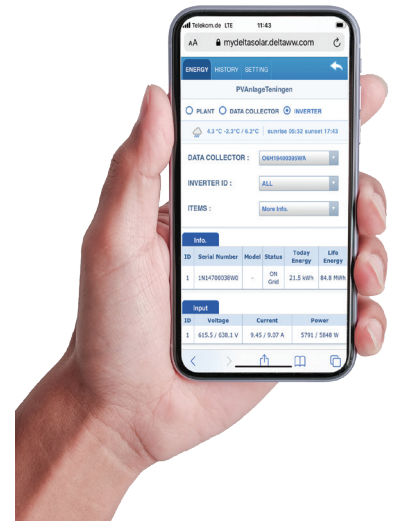 Telekom.de LTE 11:43
AA mydeltasolar.deltaww.com
ENERGY HISTORY SETTING
PVAnlageTeningen
PLANT DATA COLLECTOR INVERTER
4.3 °C -2.3°C / 6.2°C sunrise 05:32 sunset 17:43
DATA COLLECTOR :
INVERTER ID : ALL
ITEMS : More Info.
Info.
ID Serial Number Model Status Today Energy Life Energy
1 1N14700038W0 - ON Grid 21.5 kWh 84.8 MWh
Input
ID Voltage Current Power
1 615.5 / 638.1 V 9.45 / 9.07 A 5791 / 5848 W